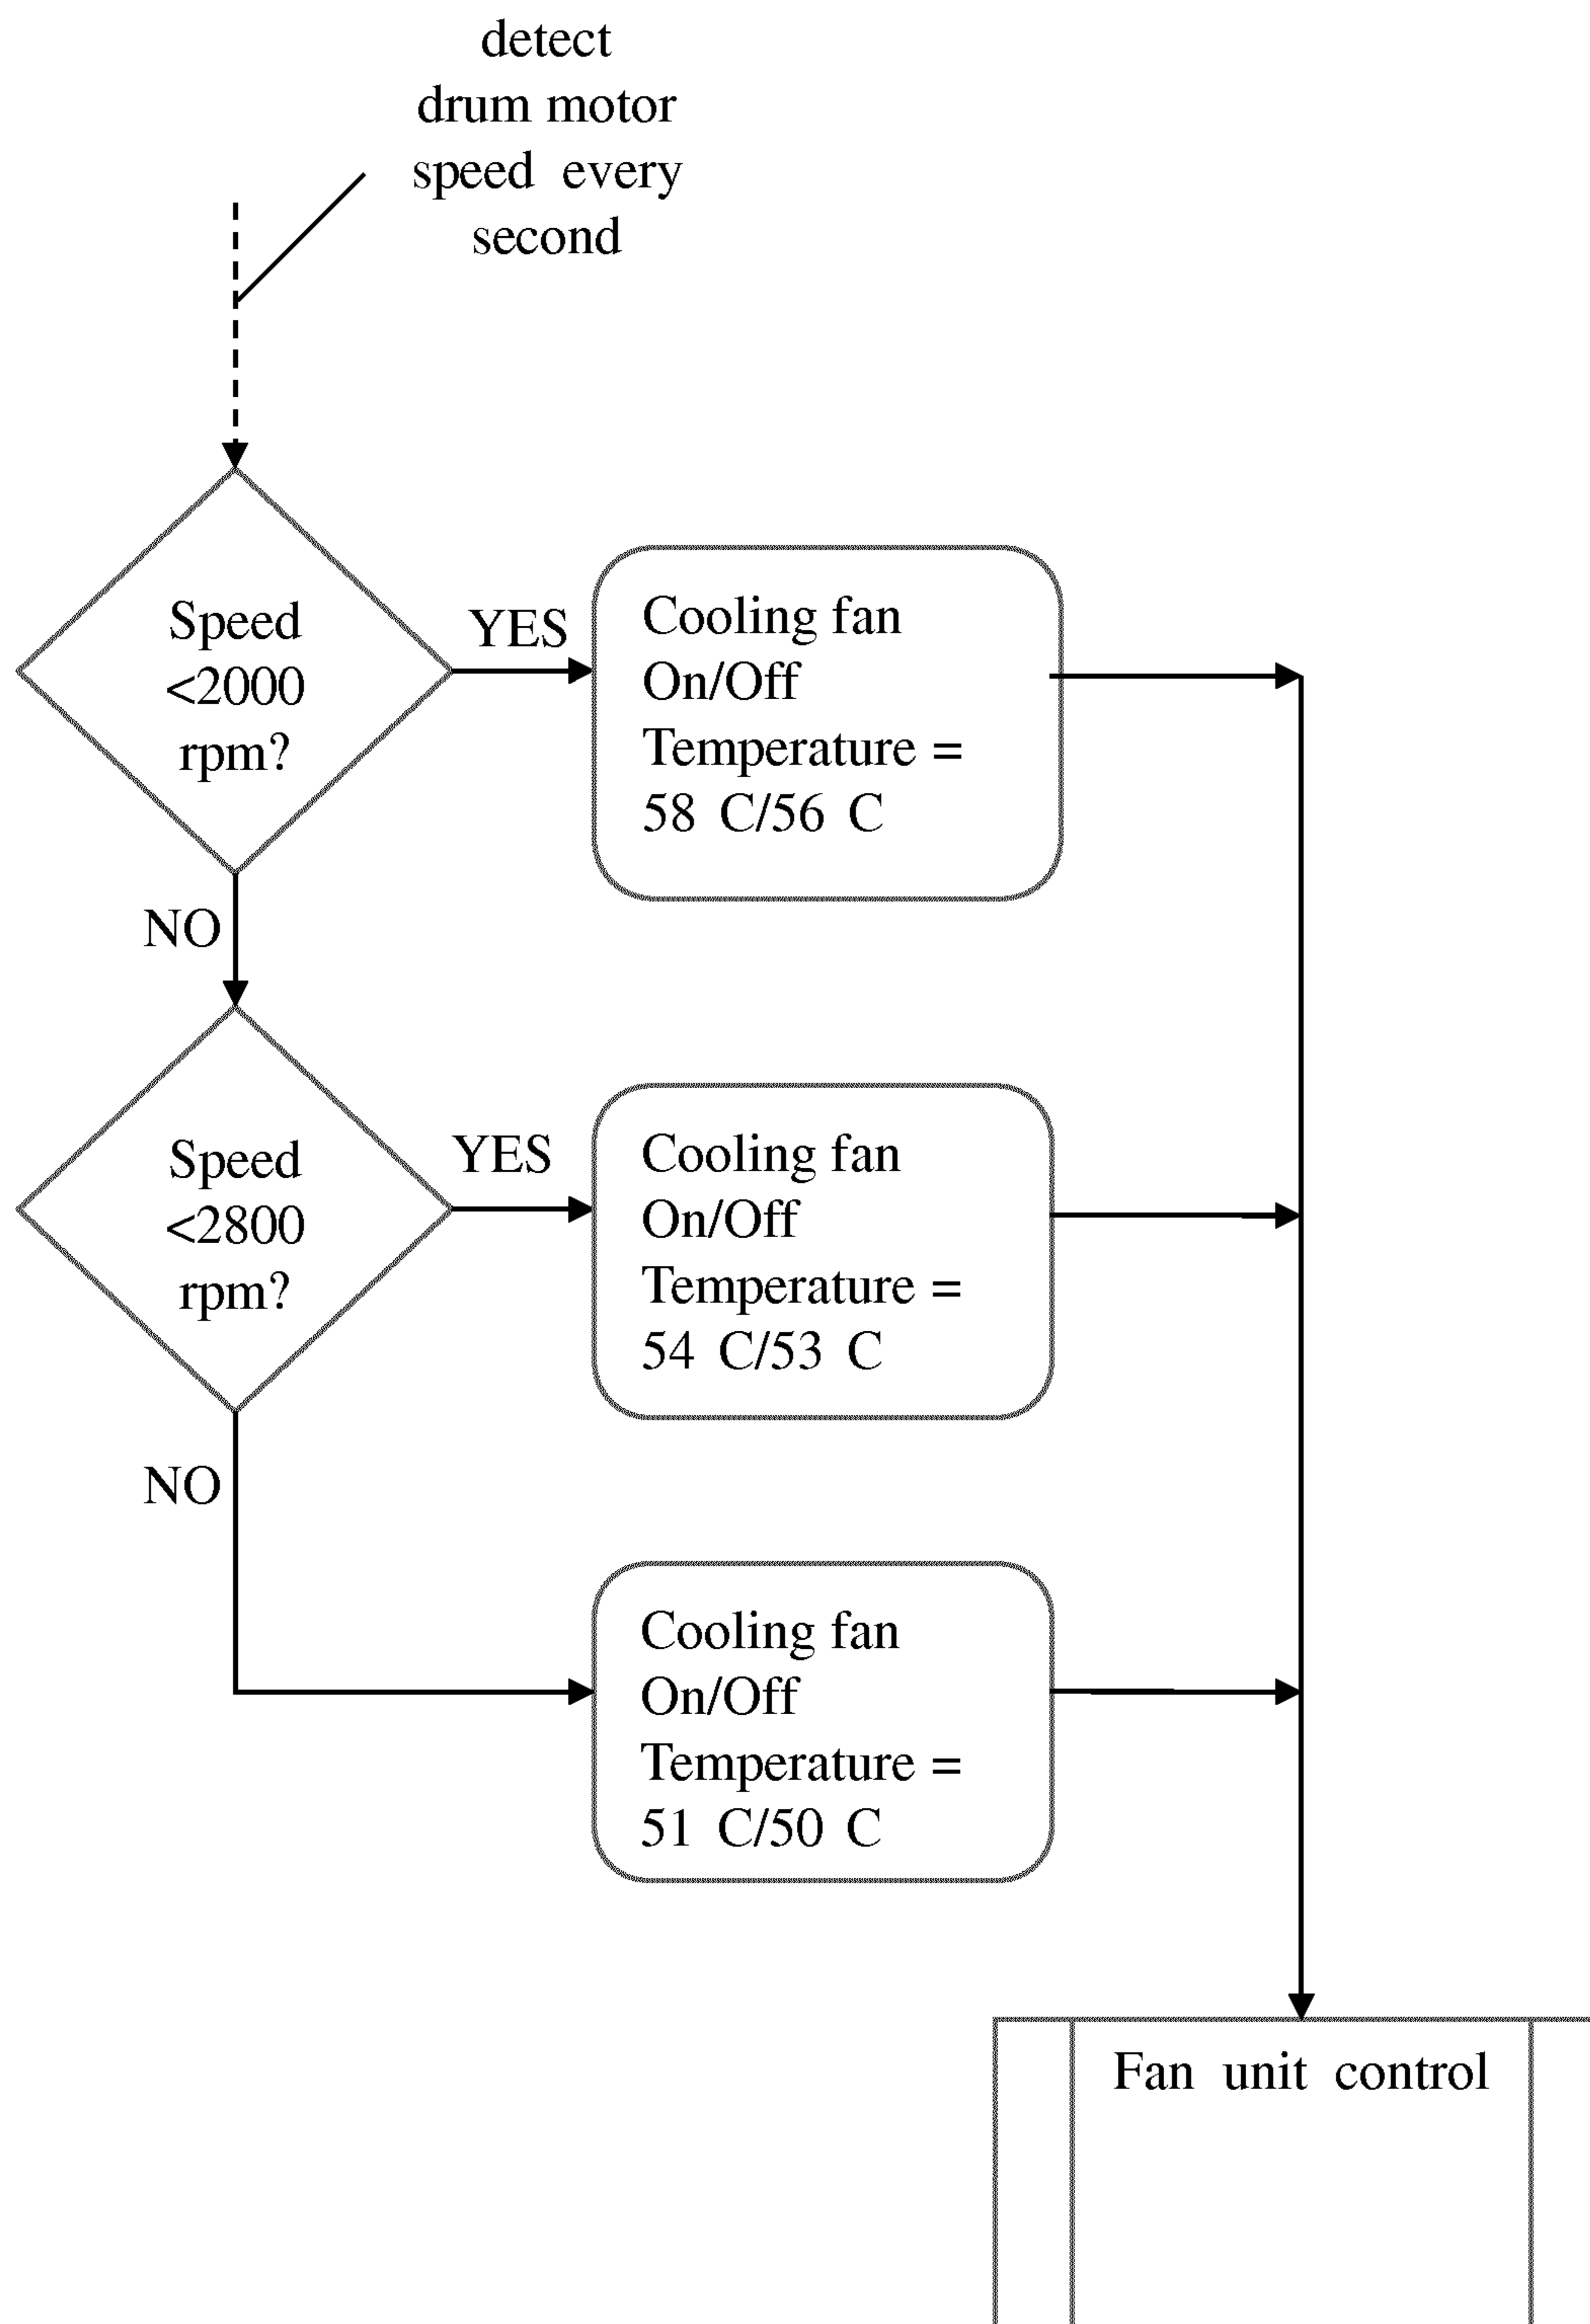 detect
drum motor
speed every
second
Speed
<2000
rpm?
YES
Cooling fan
On/Off
Temperature =
58 C/56 C
NO
Speed
<2800
rpm?
YES
Cooling fan
On/Off
Temperature =
54 C/53 C
NO
Cooling fan
On/Off
Temperature =
51 C/50 C
Fan unit control